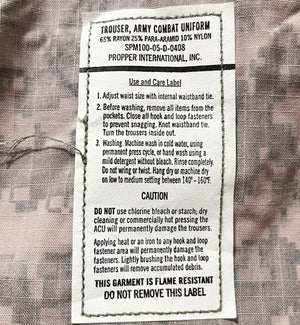 TROUSER, ARMY COMBAT UNIFORM
65% RAYON 25% PARA-ARAMID 10% NYLON
SPM100-05-D-0408
PROPPER INTERNATIONAL, INC.
Use and Care Label
1. Adjust waist size with internal waistband tie.
2. Before washing, remove all items from the
pockets. Close all hook and loop fasteners
to prevent snagging. Knot waistband tie.
Turn the trousers inside out.
3. Washing. Machine wash in cold water, using
permanent press cycle, or hand wash using a
mild detergent without bleach. Rinse completely.
Do not wring or twist. Hang dry or machine dry
on low to medium setting between 140° - 160°F.
CAUTION
DO NOT use chlorine bleach or starch; dry
cleaning or commercially hot pressing the
ACU will permanently damage the trousers.
Applying heat or an iron to any hook and loop
fastener area will permanently damage the
fasteners. Lightly brushing the hook and loop
fasteners will remove accumulated debris.
THIS GARMENT IS FLAME RESISTANT
DO NOT REMOVE THIS LABEL